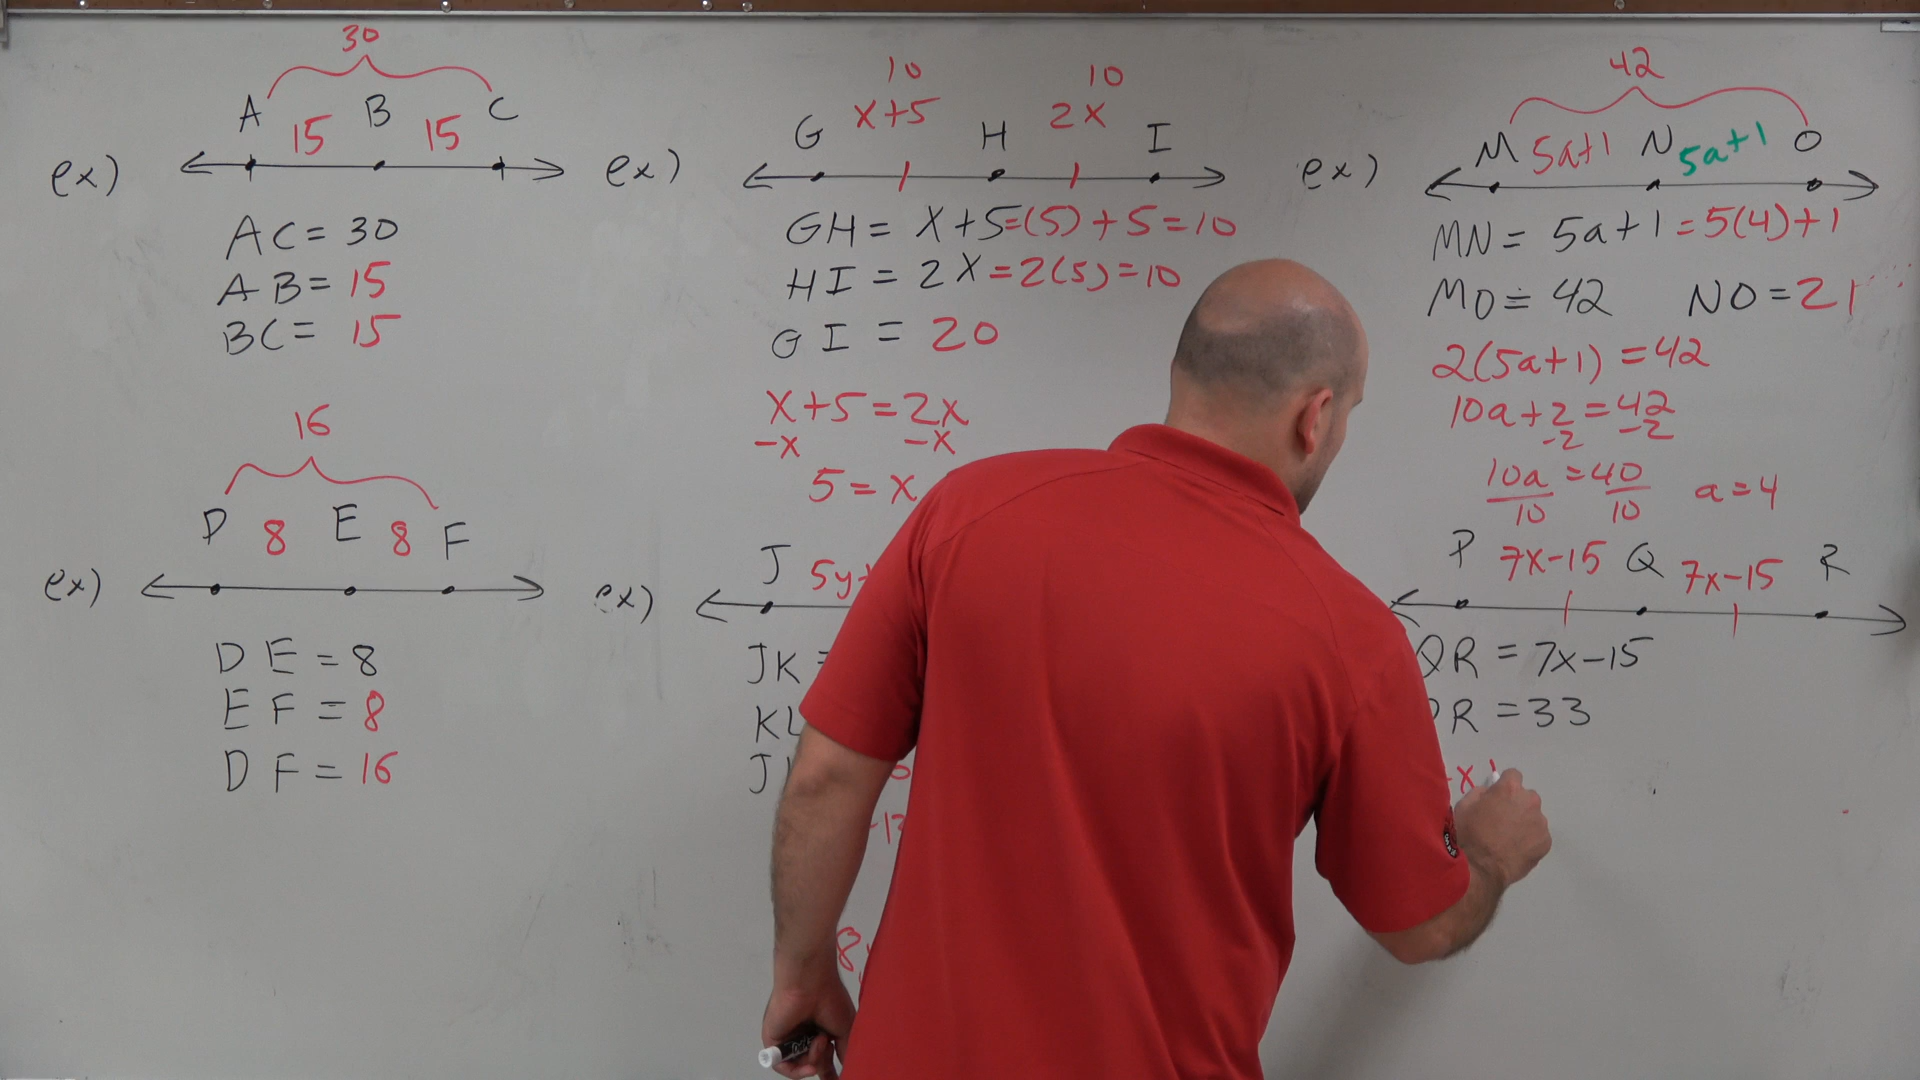 30
A 15 B 15 C
ex)
AC = 30
AB = 15
BC = 15
16
D 8 E 8 F
ex)
DE = 8
EF = 8
DF = 16
10 10
G x+5 H 2x I
ex)
GH = x+5=(5)+5=10
HI = 2x=2(5)=10
GI = 20
x+5=2x
-x -x
5=x
J 5y+
ex)
JK =
KL
J
8
42
M 5a+1 N 5a+1 O
ex)
MN = 5a+1=5(4)+1
MO = 42 NO=21
2(5a+1)=42
10a+2=42
-2 -2
10a=40 a=4
10 10
P 7x-15 Q 7x-15 R
QR = 7x-15
PR = 33